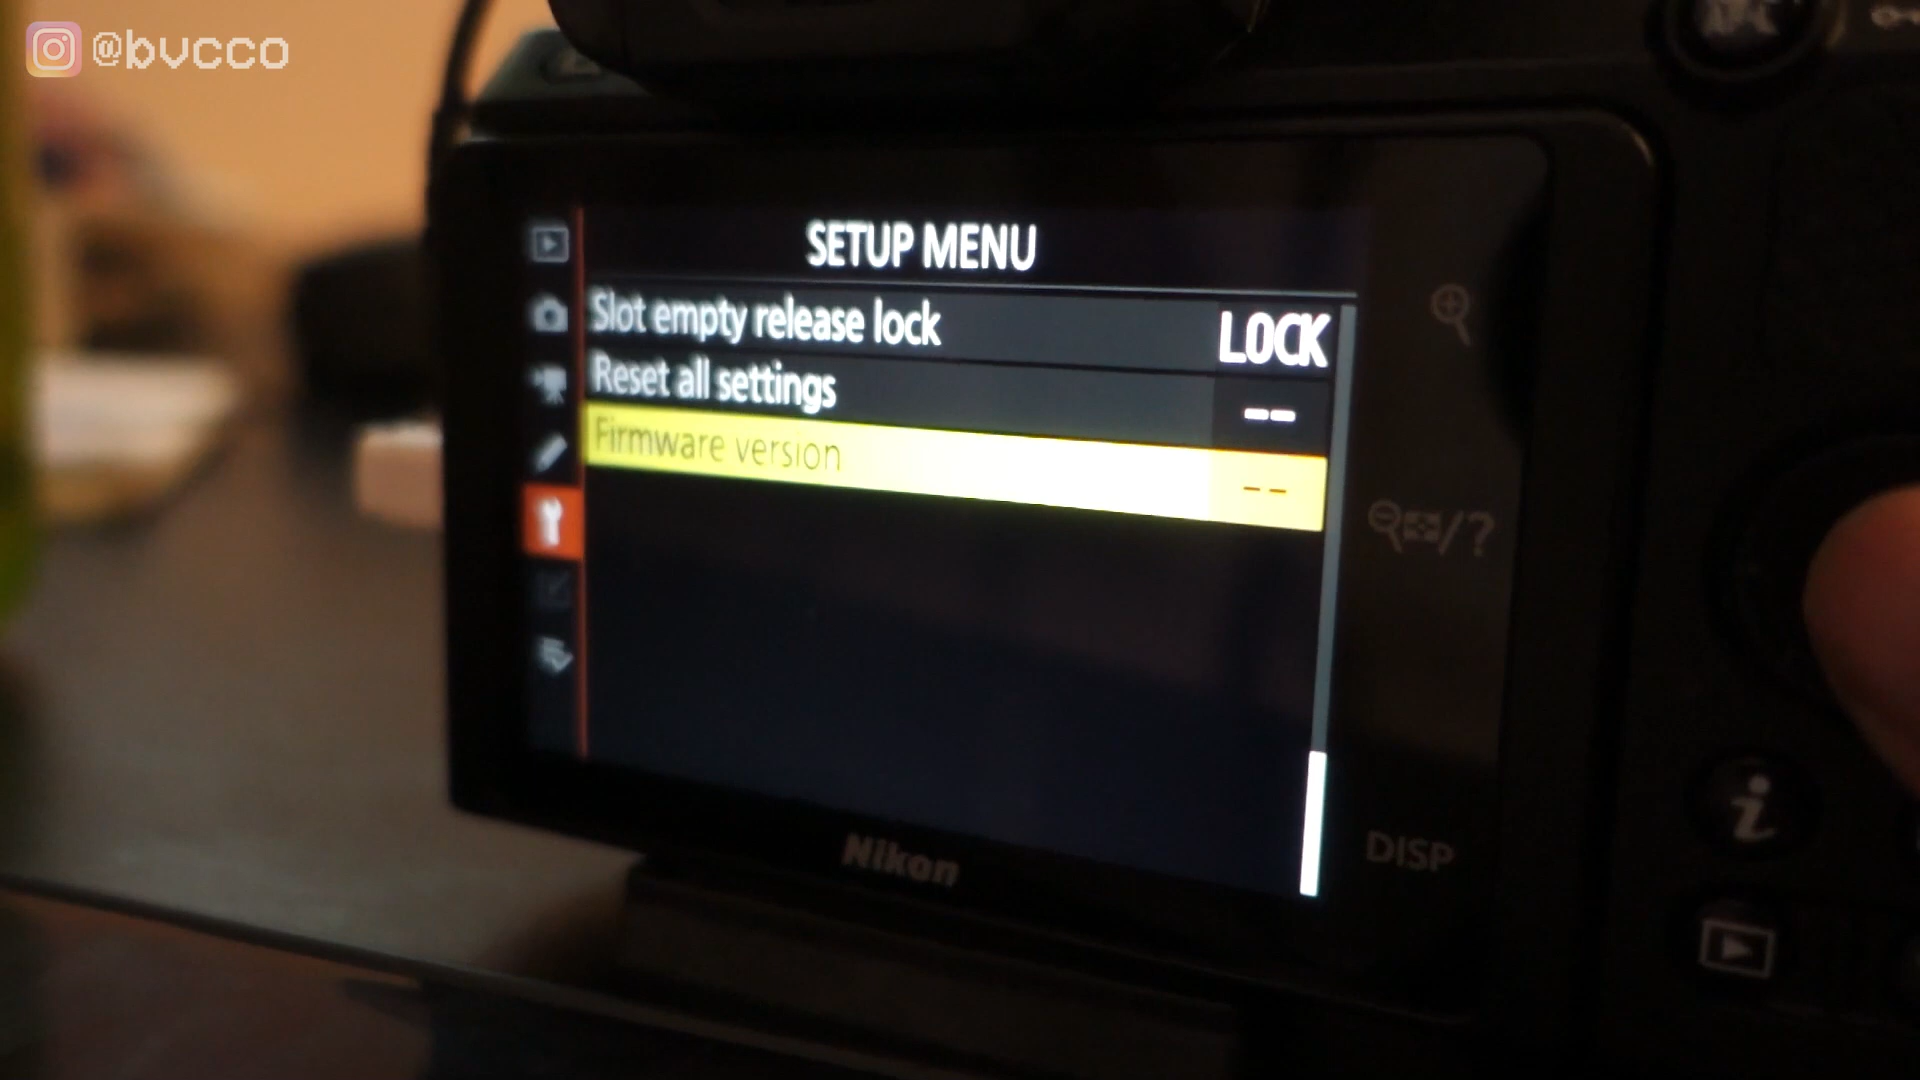 @bvcco
SETUP MENU
Slot empty release lock LOCK
Reset all settings --
Firmware version --
/?
Nikon
DISP
i